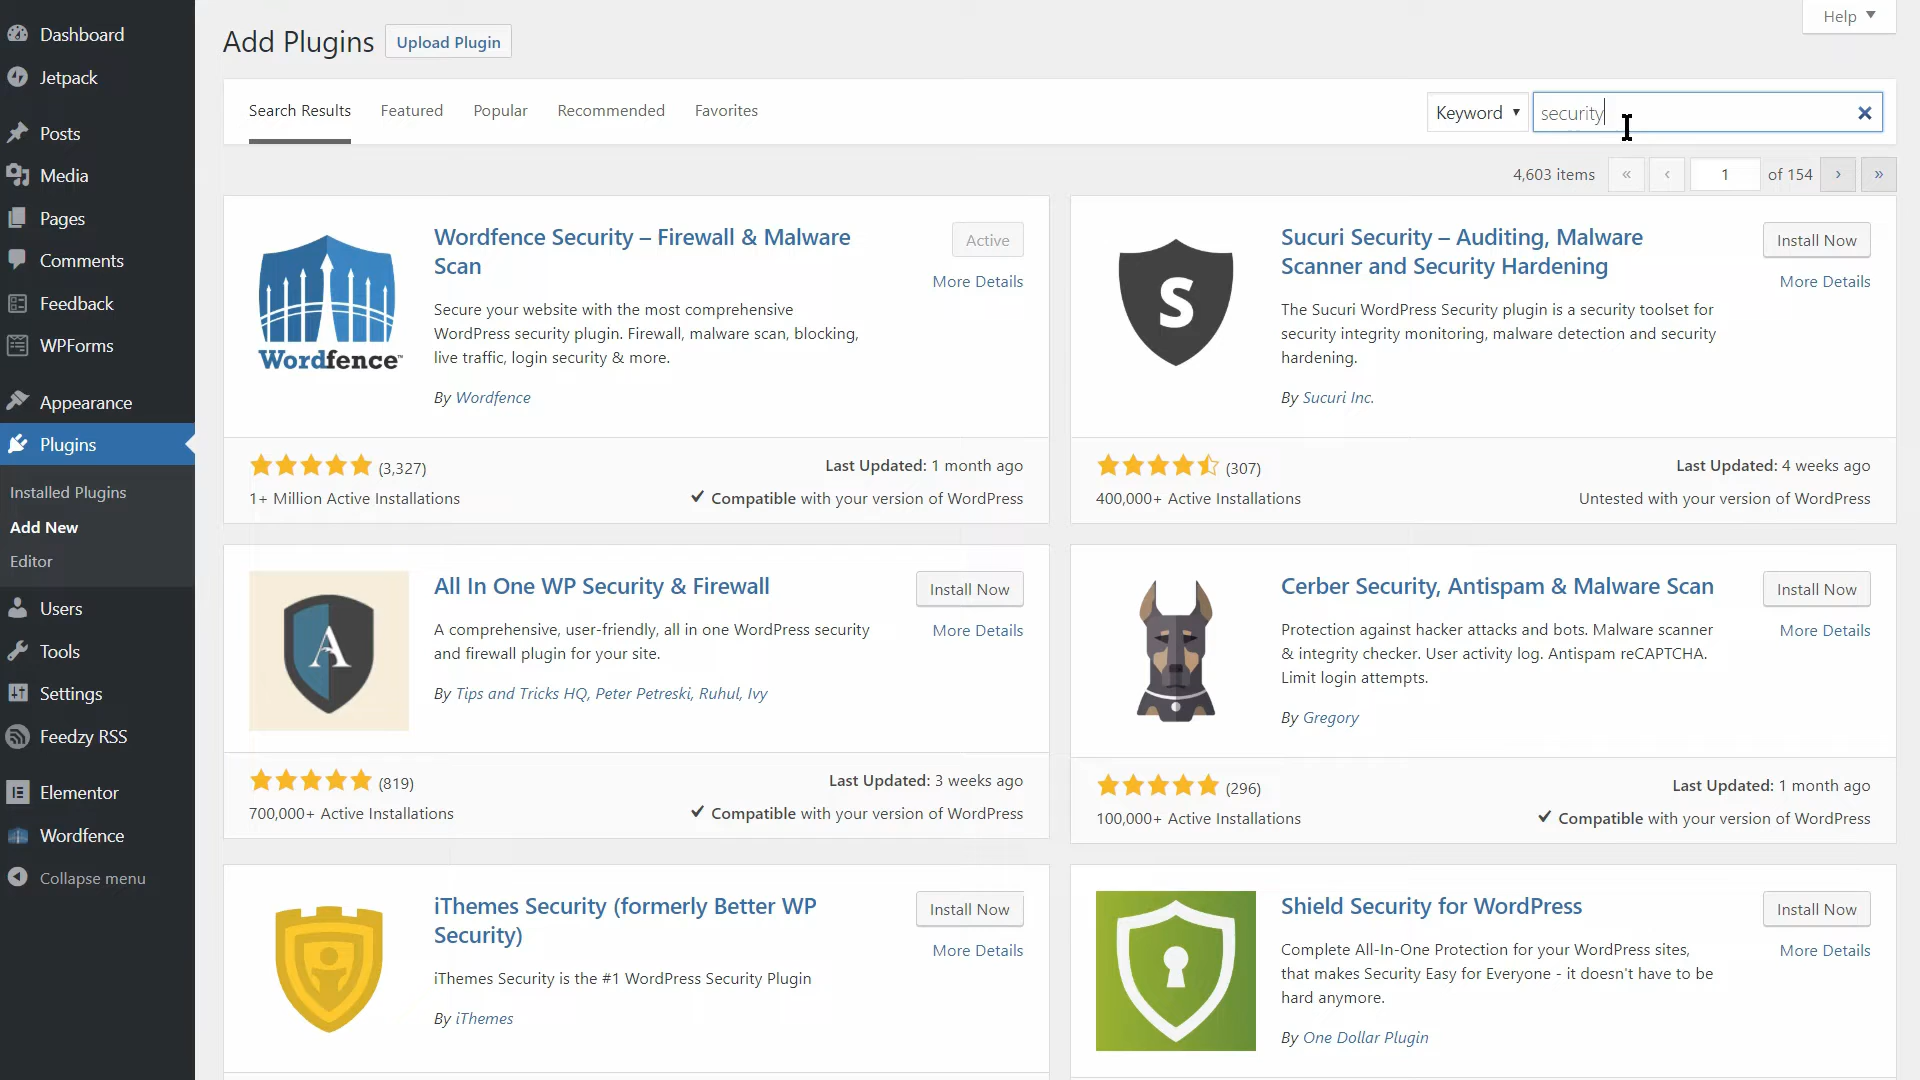 Dashboard
Jetpack
Posts
Media
Pages
Comments
Feedback
WPForms
Appearance
Plugins
Installed Plugins
Add New
Editor
Users
Tools
Settings
Feedzy RSS
Elementor
Wordfence
Collapse menu
Help ▼
Add Plugins Upload Plugin
Search Results Featured Popular Recommended Favorites Keyword ▼ security ×
4,603 items « ‹ 1 of 154 › »
Wordfence
Wordfence Security – Firewall & Malware
Scan
Active
More Details
Secure your website with the most comprehensive
WordPress security plugin. Firewall, malware scan, blocking,
live traffic, login security & more.
By Wordfence
(3,327)
Last Updated: 1 month ago
1+ Million Active Installations
✔ Compatible with your version of WordPress
S
Sucuri Security – Auditing, Malware
Scanner and Security Hardening
Install Now
More Details
The Sucuri WordPress Security plugin is a security toolset for
security integrity monitoring, malware detection and security
hardening.
By Sucuri Inc.
(307)
Last Updated: 4 weeks ago
400,000+ Active Installations
Untested with your version of WordPress
A
All In One WP Security & Firewall
Install Now
More Details
A comprehensive, user-friendly, all in one WordPress security
and firewall plugin for your site.
By Tips and Tricks HQ, Peter Petreski, Ruhul, Ivy
(819)
Last Updated: 3 weeks ago
700,000+ Active Installations
✔ Compatible with your version of WordPress
Cerber Security, Antispam & Malware Scan
Install Now
More Details
Protection against hacker attacks and bots. Malware scanner
& integrity checker. User activity log. Antispam reCAPTCHA.
Limit login attempts.
By Gregory
(296)
Last Updated: 1 month ago
100,000+ Active Installations
✔ Compatible with your version of WordPress
iThemes Security (formerly Better WP
Security)
Install Now
More Details
iThemes Security is the #1 WordPress Security Plugin
By iThemes
Shield Security for WordPress
Install Now
More Details
Complete All-In-One Protection for your WordPress sites,
that makes Security Easy for Everyone - it doesn't have to be
hard anymore.
By One Dollar Plugin